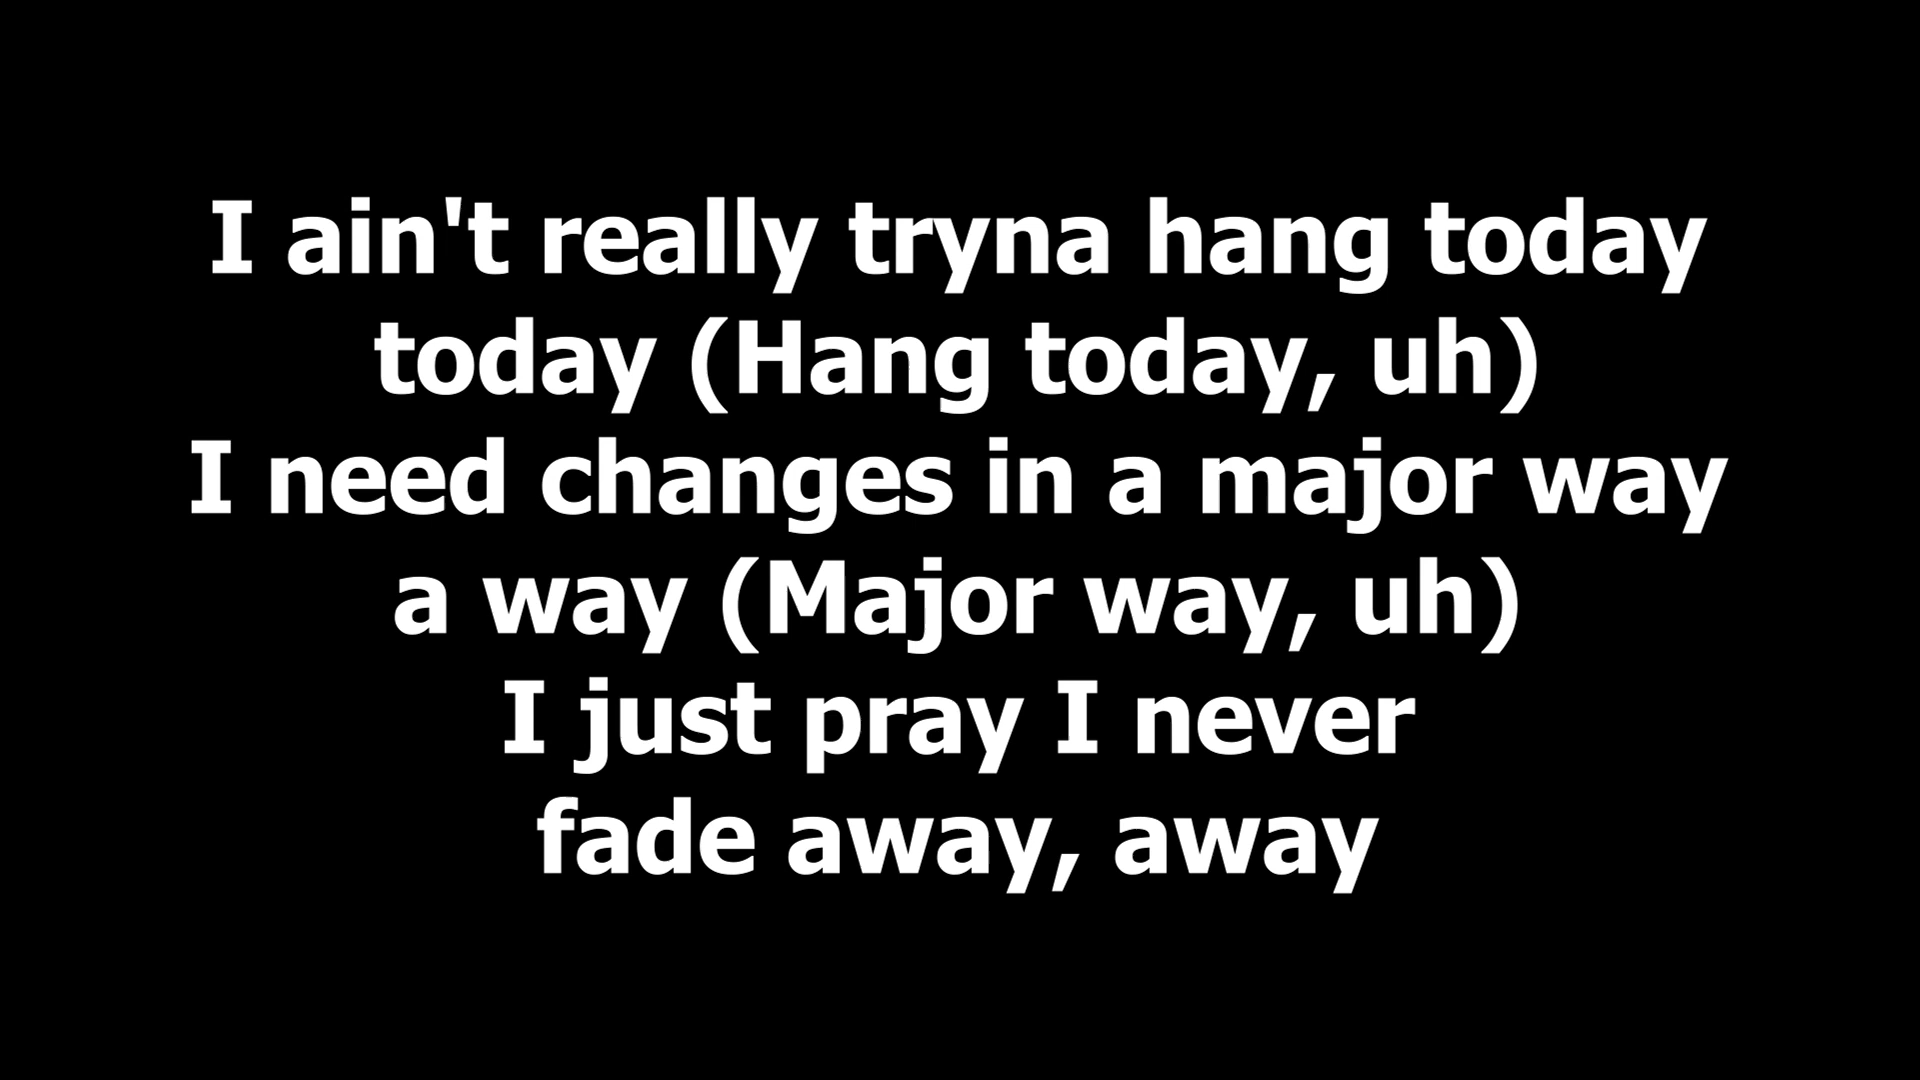 I ain't really tryna hang today
today (Hang today, uh)
I need changes in a major way
a way (Major way, uh)
I just pray I never
fade away, away